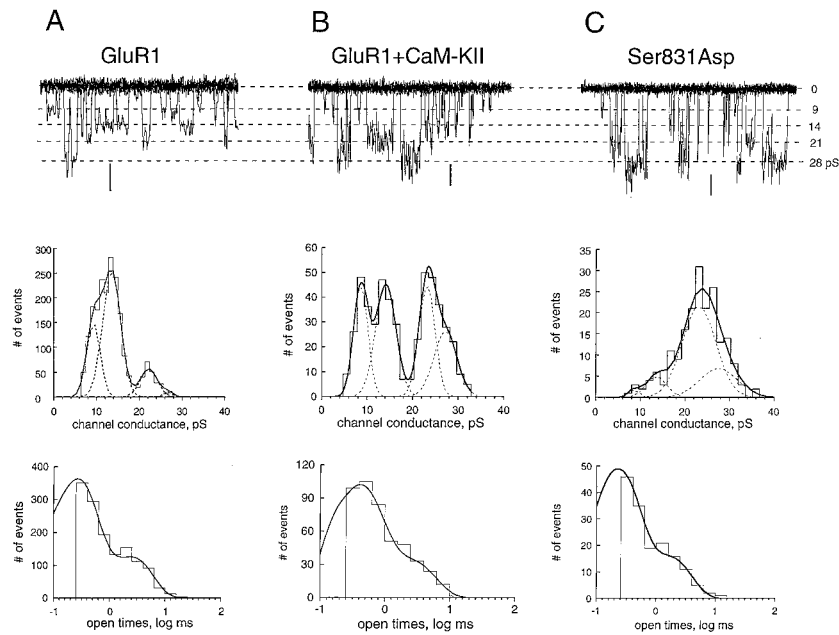 A B C
GluR1 GluR1+CaM-KII Ser831Asp
0
9
14
21
28 pS
300 60 35
250 50 30
200 40 25
150 30 20
100 20 15
50 10 10
0 0 5
0
# of events # of events # of events
0 10 20 30 40 0 10 20 30 40 0 10 20 30 40
channel conductance, pS channel conductance, pS channel conductance, pS
400 120 50
300 90 40
200 60 30
100 30 20
0 0 10
0
# of events # of events # of events
-1 0 1 2 -1 0 1 2 -1 0 1 2
open times, log ms open times, log ms open times, log ms